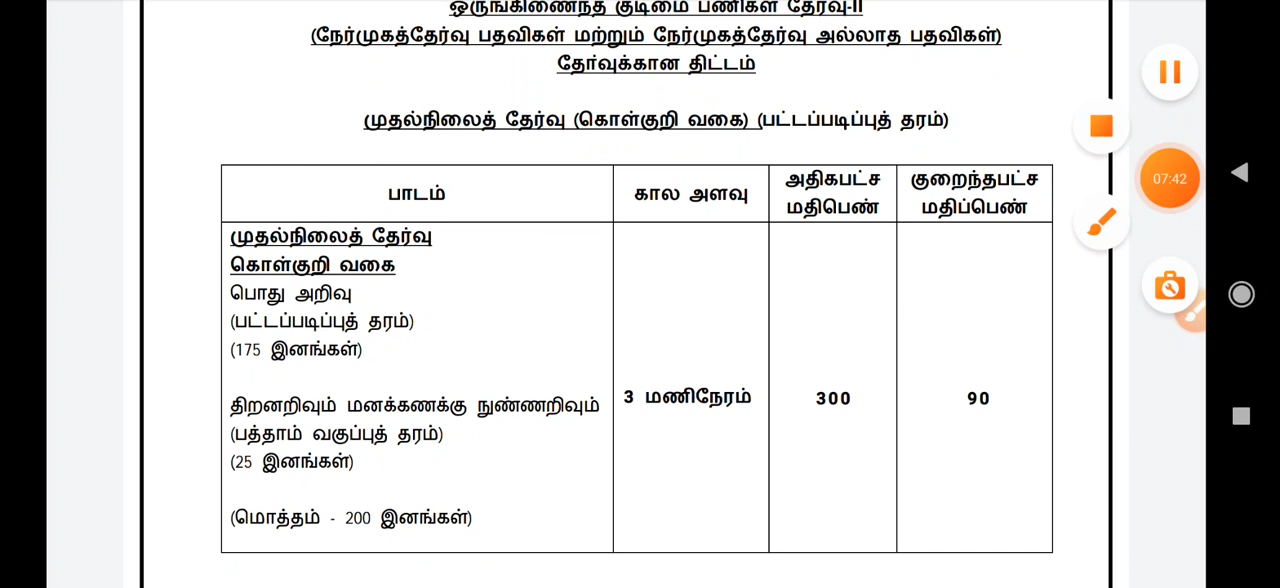 ஒருங்கிணைந்த குடிமை பணிகள் தேர்வு-II
(நேர்முகத்தேர்வு பதவிகள் மற்றும் நேர்முகத்தேர்வு அல்லாத பதவிகள்)
தேர்வுக்கான திட்டம்
முதல்நிலைத் தேர்வு (கொள்குறி வகை) (பட்டப்படிப்புத் தரம்)
பாடம்
கால அளவு
அதிகபட்ச
மதிபெண்
குறைந்தபட்ச
மதிப்பெண்
முதல்நிலைத் தேர்வு
கொள்குறி வகை
பொது அறிவு
(பட்டப்படிப்புத் தரம்)
(175 இனங்கள்)
திறனறிவும் மனக்கணக்கு நுண்ணறிவும்
(பத்தாம் வகுப்புத் தரம்)
(25 இனங்கள்)
(மொத்தம் - 200 இனங்கள்)
3 மணிநேரம்
300
90
07:42